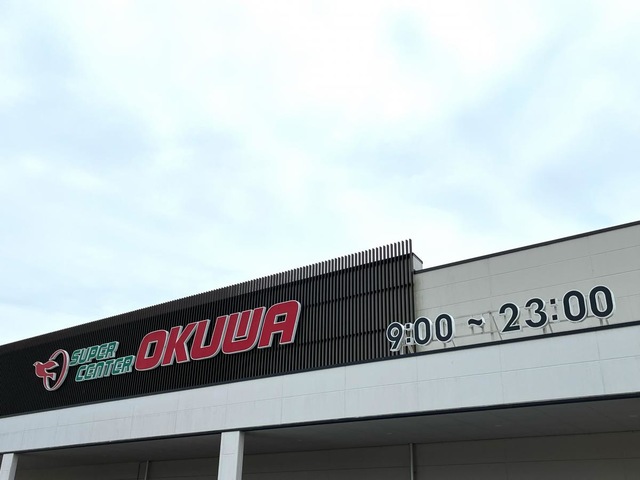 SUPER
CENTER
OKUWA
9:00 ~ 23:00